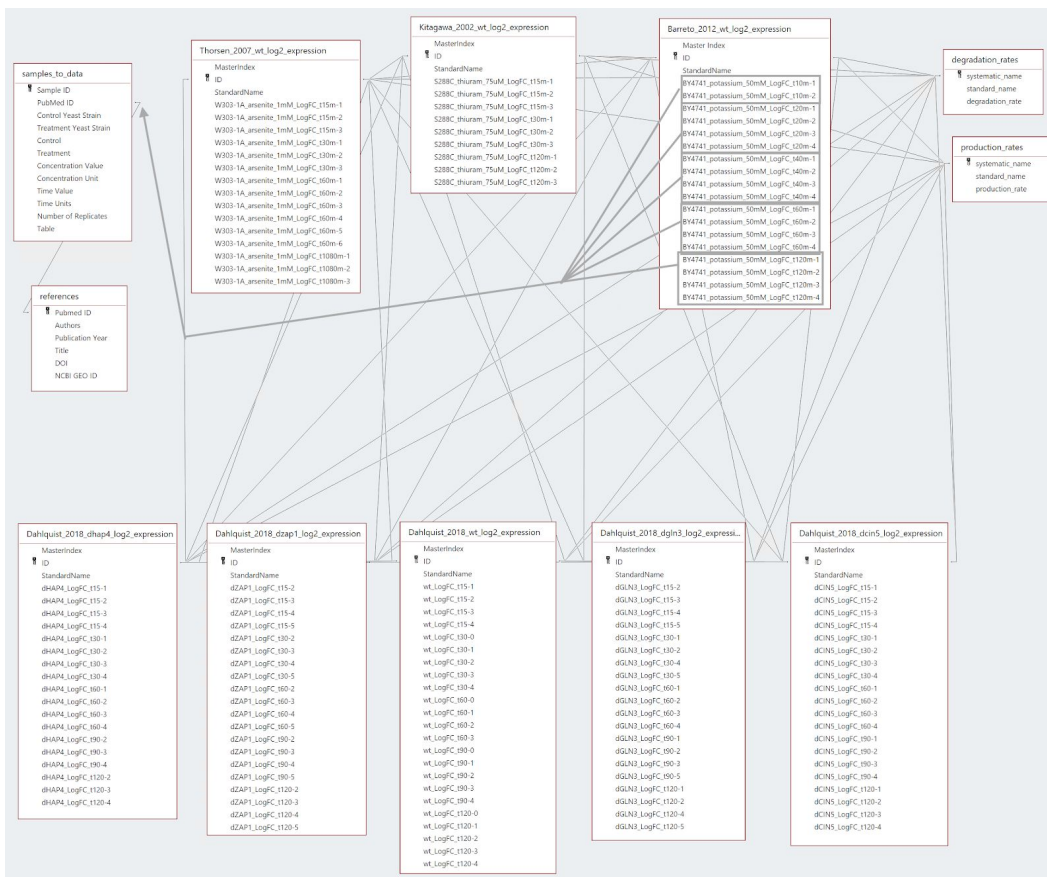 samples_to_data
Sample ID
PubMed ID
Control Yeast Strain
Treatment Yeast Strain
Control
Treatment
Concentration Value
Concentration Unit
Time Value
Time Units
Number of Replicates
Table
references
Pubmed ID
Authors
Publication Year
Title
DOI
NCBI GEO ID
Thorsen_2007_wt_log2_expression
MasterIndex
ID
StandardName
W303-1A_arsenite_1mM_LogFC_t15m-1
W303-1A_arsenite_1mM_LogFC_t15m-2
W303-1A_arsenite_1mM_LogFC_t15m-3
W303-1A_arsenite_1mM_LogFC_t30m-1
W303-1A_arsenite_1mM_LogFC_t30m-2
W303-1A_arsenite_1mM_LogFC_t30m-3
W303-1A_arsenite_1mM_LogFC_t60m-1
W303-1A_arsenite_1mM_LogFC_t60m-2
W303-1A_arsenite_1mM_LogFC_t60m-3
W303-1A_arsenite_1mM_LogFC_t60m-4
W303-1A_arsenite_1mM_LogFC_t60m-5
W303-1A_arsenite_1mM_LogFC_t60m-6
W303-1A_arsenite_1mM_LogFC_t1080m-1
W303-1A_arsenite_1mM_LogFC_t1080m-2
W303-1A_arsenite_1mM_LogFC_t1080m-3
Kitagawa_2002_wt_log2_expression
MasterIndex
ID
StandardName
S288C_thiuram_75uM_LogFC_t15m-1
S288C_thiuram_75uM_LogFC_t15m-2
S288C_thiuram_75uM_LogFC_t15m-3
S288C_thiuram_75uM_LogFC_t30m-1
S288C_thiuram_75uM_LogFC_t30m-2
S288C_thiuram_75uM_LogFC_t30m-3
S288C_thiuram_75uM_LogFC_t120m-1
S288C_thiuram_75uM_LogFC_t120m-2
S288C_thiuram_75uM_LogFC_t120m-3
Barreto_2012_wt_log2_expression
Master Index
ID
StandardName
BY4741_potassium_50mM_LogFC_t10m-1
BY4741_potassium_50mM_LogFC_t10m-2
BY4741_potassium_50mM_LogFC_t20m-1
BY4741_potassium_50mM_LogFC_t20m-2
BY4741_potassium_50mM_LogFC_t20m-3
BY4741_potassium_50mM_LogFC_t20m-4
BY4741_potassium_50mM_LogFC_t40m-1
BY4741_potassium_50mM_LogFC_t40m-2
BY4741_potassium_50mM_LogFC_t40m-3
BY4741_potassium_50mM_LogFC_t40m-4
BY4741_potassium_50mM_LogFC_t60m-1
BY4741_potassium_50mM_LogFC_t60m-2
BY4741_potassium_50mM_LogFC_t60m-3
BY4741_potassium_50mM_LogFC_t60m-4
BY4741_potassium_50mM_LogFC_t120m-1
BY4741_potassium_50mM_LogFC_t120m-2
BY4741_potassium_50mM_LogFC_t120m-3
BY4741_potassium_50mM_LogFC_t120m-4
degradation_rates
systematic_name
standard_name
degradation_rate
production_rates
systematic_name
standard_name
production_rate
Dahlquist_2018_dhap4_log2_expression
MasterIndex
ID
StandardName
dHAP4_LogFC_t15-1
dHAP4_LogFC_t15-2
dHAP4_LogFC_t15-3
dHAP4_LogFC_t15-4
dHAP4_LogFC_t30-1
dHAP4_LogFC_t30-2
dHAP4_LogFC_t30-3
dHAP4_LogFC_t30-4
dHAP4_LogFC_t60-1
dHAP4_LogFC_t60-2
dHAP4_LogFC_t60-3
dHAP4_LogFC_t60-4
dHAP4_LogFC_t90-2
dHAP4_LogFC_t90-3
dHAP4_LogFC_t90-4
dHAP4_LogFC_t120-2
dHAP4_LogFC_t120-3
dHAP4_LogFC_t120-4
Dahlquist_2018_dzap1_log2_expression
MasterIndex
ID
StandardName
dZAP1_LogFC_t15-2
dZAP1_LogFC_t15-3
dZAP1_LogFC_t15-4
dZAP1_LogFC_t15-5
dZAP1_LogFC_t30-2
dZAP1_LogFC_t30-3
dZAP1_LogFC_t30-4
dZAP1_LogFC_t30-5
dZAP1_LogFC_t60-2
dZAP1_LogFC_t60-3
dZAP1_LogFC_t60-4
dZAP1_LogFC_t60-5
dZAP1_LogFC_t90-2
dZAP1_LogFC_t90-3
dZAP1_LogFC_t90-4
dZAP1_LogFC_t90-5
dZAP1_LogFC_t120-2
dZAP1_LogFC_t120-3
dZAP1_LogFC_t120-4
dZAP1_LogFC_t120-5
Dahlquist_2018_wt_log2_expression
MasterIndex
ID
StandardName
wt_LogFC_t15-1
wt_LogFC_t15-2
wt_LogFC_t15-3
wt_LogFC_t15-4
wt_LogFC_t30-0
wt_LogFC_t30-1
wt_LogFC_t30-2
wt_LogFC_t30-3
wt_LogFC_t30-4
wt_LogFC_t60-0
wt_LogFC_t60-1
wt_LogFC_t60-2
wt_LogFC_t60-3
wt_LogFC_t90-0
wt_LogFC_t90-1
wt_LogFC_t90-2
wt_LogFC_t90-3
wt_LogFC_t90-4
wt_LogFC_t120-0
wt_LogFC_t120-1
wt_LogFC_t120-2
wt_LogFC_t120-3
wt_LogFC_t120-4
Dahlquist_2018_dgln3_log2_expressi...
MasterIndex
ID
StandardName
dGLN3_LogFC_t15-2
dGLN3_LogFC_t15-3
dGLN3_LogFC_t15-4
dGLN3_LogFC_t15-5
dGLN3_LogFC_t30-1
dGLN3_LogFC_t30-2
dGLN3_LogFC_t30-4
dGLN3_LogFC_t30-5
dGLN3_LogFC_t60-1
dGLN3_LogFC_t60-2
dGLN3_LogFC_t60-3
dGLN3_LogFC_t60-4
dGLN3_LogFC_t90-1
dGLN3_LogFC_t90-2
dGLN3_LogFC_t90-3
dGLN3_LogFC_t90-5
dGLN3_LogFC_t120-1
dGLN3_LogFC_t120-2
dGLN3_LogFC_t120-4
dGLN3_LogFC_t120-5
Dahlquist_2018_dcin5_log2_expression
MasterIndex
ID
StandardName
dCIN5_LogFC_t15-1
dCIN5_LogFC_t15-2
dCIN5_LogFC_t15-3
dCIN5_LogFC_t15-4
dCIN5_LogFC_t30-1
dCIN5_LogFC_t30-2
dCIN5_LogFC_t30-3
dCIN5_LogFC_t30-4
dCIN5_LogFC_t60-1
dCIN5_LogFC_t60-2
dCIN5_LogFC_t60-3
dCIN5_LogFC_t60-4
dCIN5_LogFC_t90-1
dCIN5_LogFC_t90-2
dCIN5_LogFC_t90-3
dCIN5_LogFC_t90-4
dCIN5_LogFC_t120-1
dCIN5_LogFC_t120-2
dCIN5_LogFC_t120-3
dCIN5_LogFC_t120-4